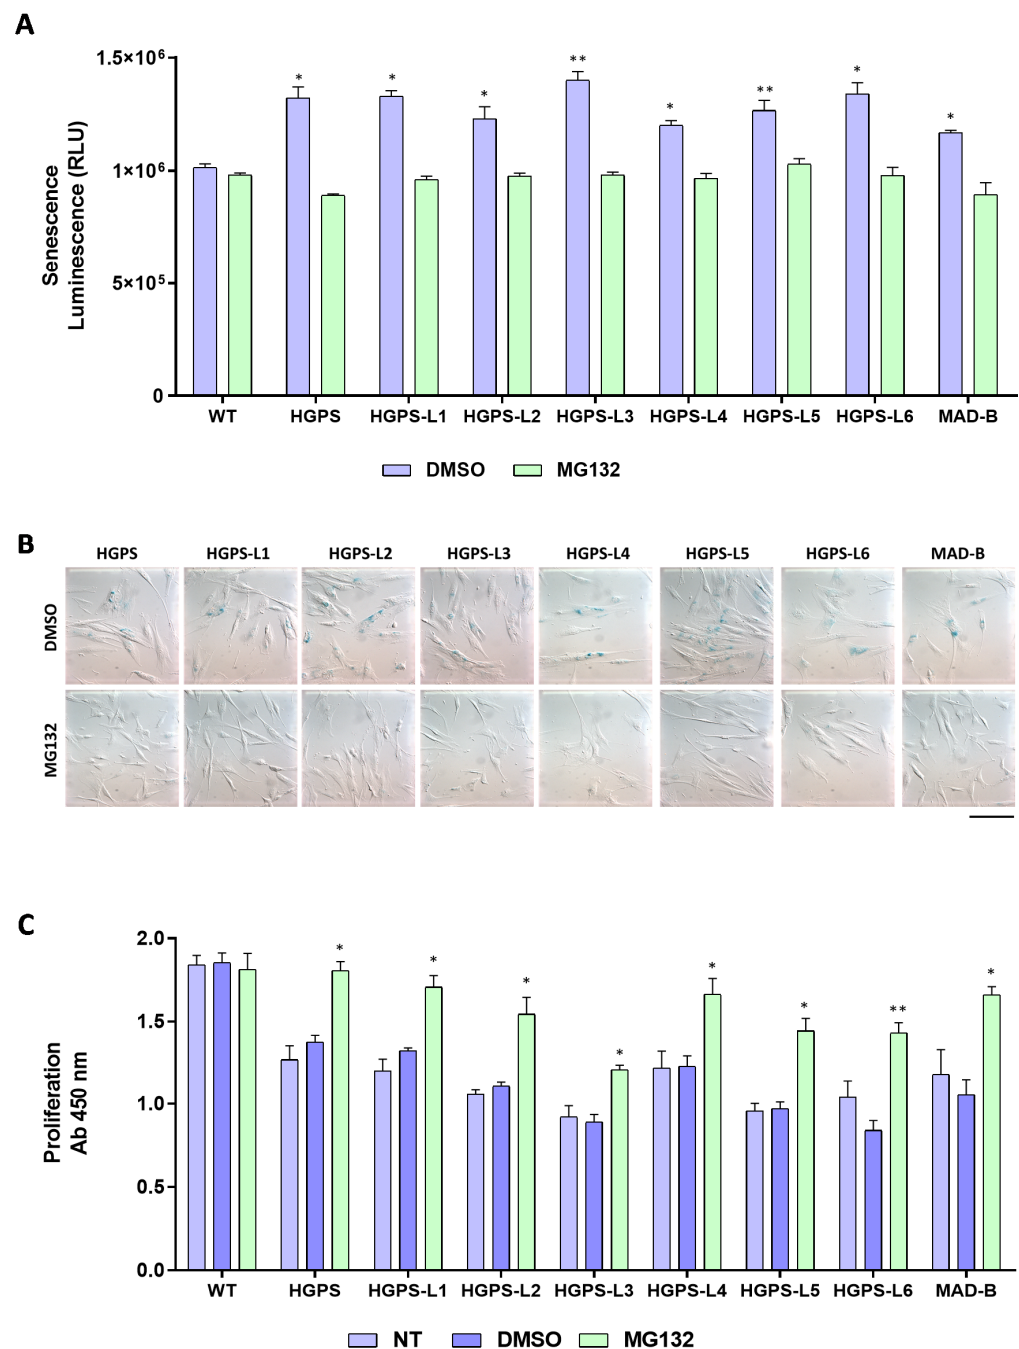 A
1.5×10⁶
1×10⁶
5×10⁵
0
Senescence
Luminescence (RLU)
* * * ** * ** * *
WT HGPS HGPS-L1 HGPS-L2 HGPS-L3 HGPS-L4 HGPS-L5 HGPS-L6 MAD-B
DMSO MG132
B
HGPS HGPS-L1 HGPS-L2 HGPS-L3 HGPS-L4 HGPS-L5 HGPS-L6 MAD-B
DMSO
MG132
C
2.0
1.5
1.0
0.5
0.0
Proliferation
Ab 450 nm
* * * * * * ** *
WT HGPS HGPS-L1 HGPS-L2 HGPS-L3 HGPS-L4 HGPS-L5 HGPS-L6 MAD-B
NT DMSO MG132